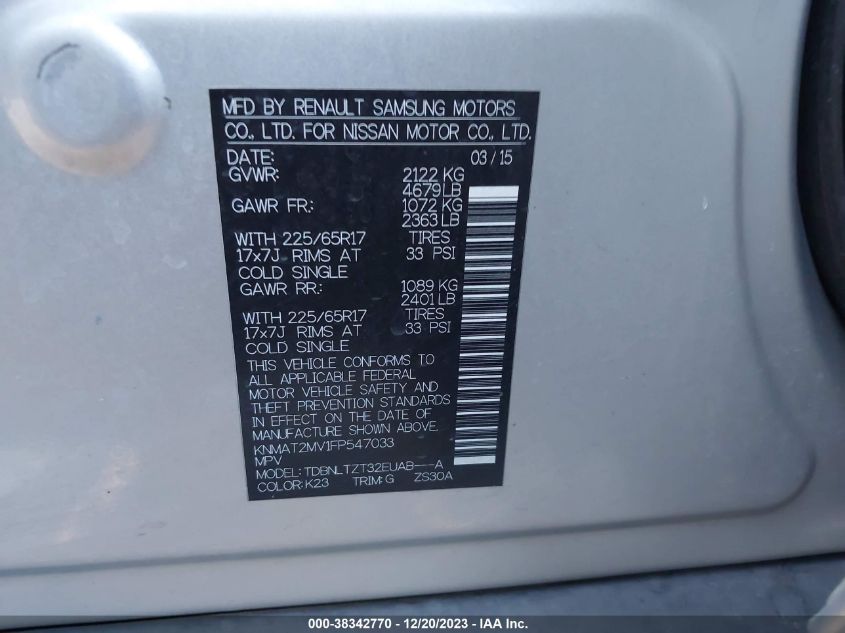 MFD BY RENAULT SAMSUNG MOTORS
CO., LTD. FOR NISSAN MOTOR CO., LTD.
DATE: 03/15
GVWR: 2122 KG
4679 LB
GAWR FR.: 1072 KG
2363 LB
WITH 225/65R17 TIRES
17x7J RIMS AT 33 PSI
COLD SINGLE
GAWR RR.: 1089 KG
2401 LB
WITH 225/65R17 TIRES
17x7J RIMS AT 33 PSI
COLD SINGLE
THIS VEHICLE CONFORMS TO
ALL APPLICABLE FEDERAL
MOTOR VEHICLE SAFETY AND
THEFT PREVENTION STANDARDS
IN EFFECT ON THE DATE OF
MANUFACTURE SHOWN ABOVE.
KNMAT2MV1FP547033
MPV
MODEL: TDBNLTZT32EUAB---A
COLOR: K23 TRIM: G ZS30A
000-38342770 - 12/20/2023 - IAA Inc.